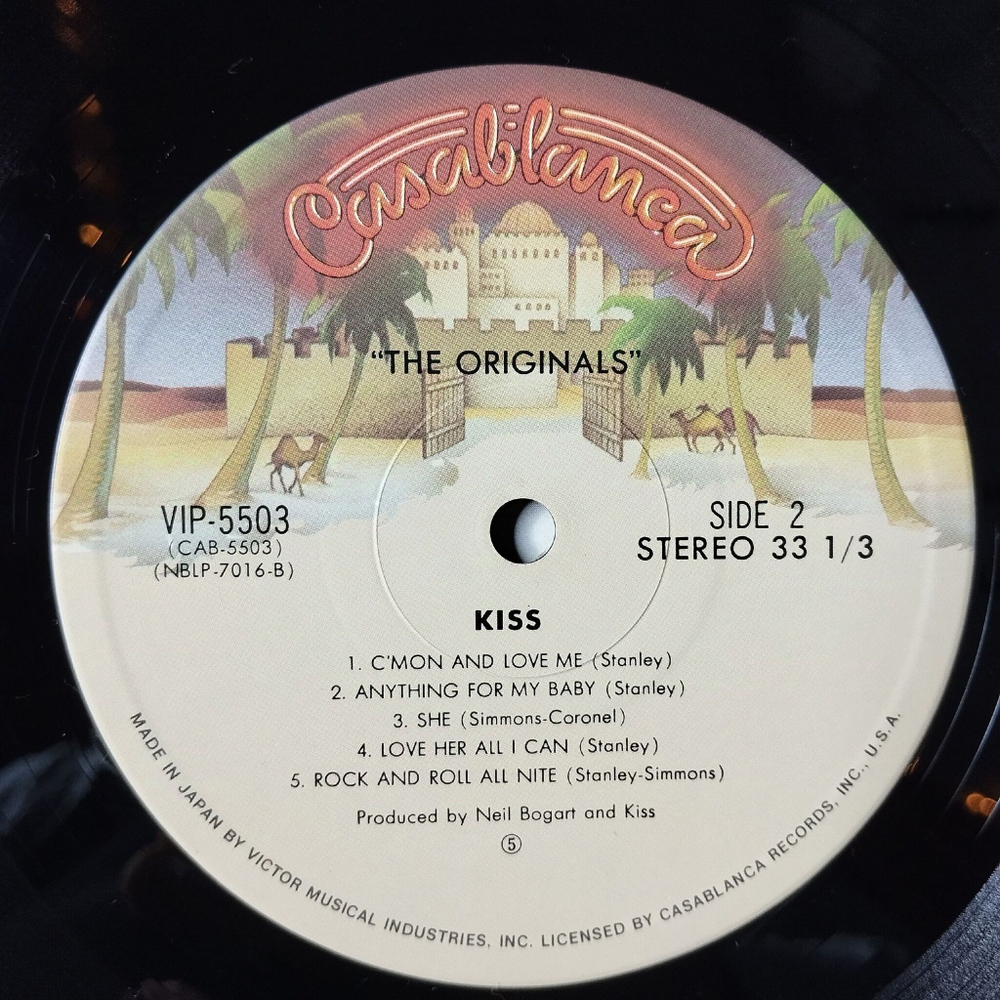 Casablanca
“THE ORIGINALS”
VIP-5503
(CAB-5503)
(NBLP-7016-B)
SIDE 2
STEREO 33 1/3
KISS
1. C'MON AND LOVE ME (Stanley)
2. ANYTHING FOR MY BABY (Stanley)
3. SHE (Simmons-Coronel)
4. LOVE HER ALL I CAN (Stanley)
5. ROCK AND ROLL ALL NITE (Stanley-Simmons)
Produced by Neil Bogart and Kiss
⑤
MADE IN JAPAN BY VICTOR MUSICAL INDUSTRIES, INC. LICENSED BY CASABLANCA RECORDS, INC., U.S.A.